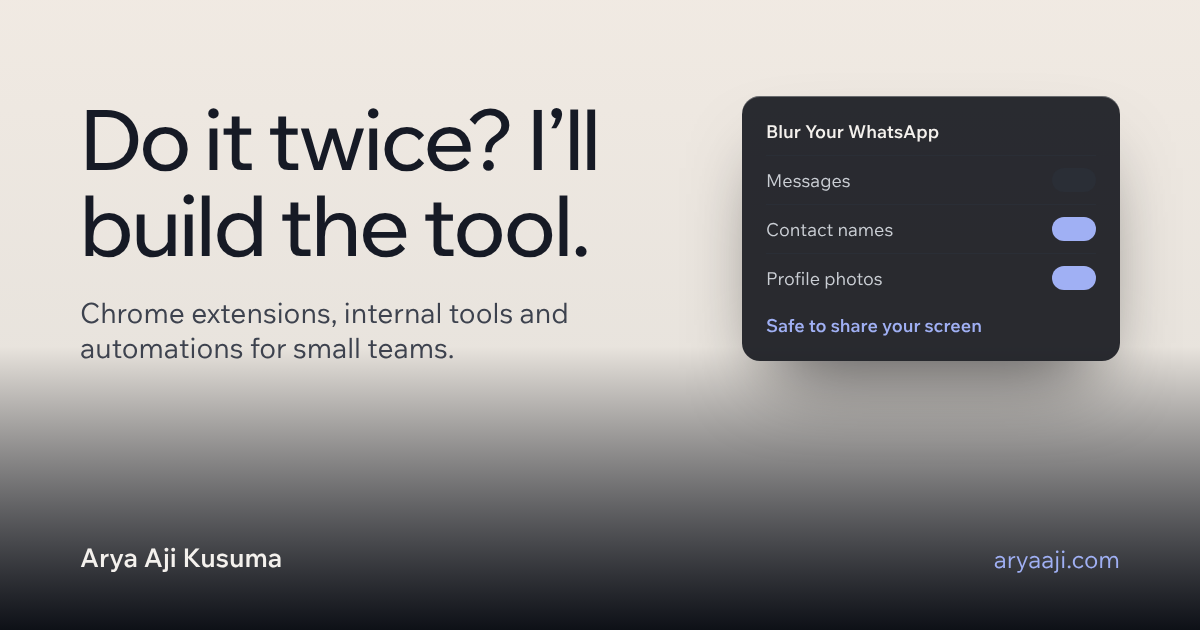 Do it twice? I’ll
build the tool.
Chrome extensions, internal tools and
automations for small teams.
Blur Your WhatsApp
Messages
Contact names
Profile photos
Safe to share your screen
Arya Aji Kusuma
aryaaji.com